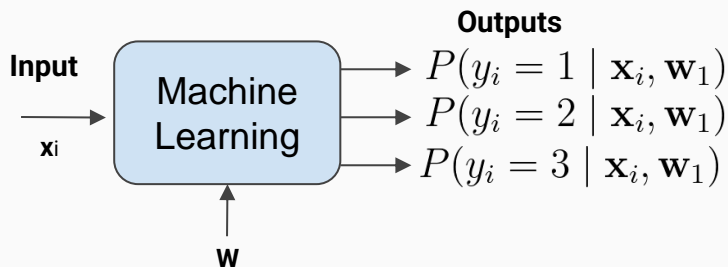 Outputs
Input
P(y_i = 1 | x_i, w_1)
Machine
P(y_i = 2 | x_i, w_1)
Learning
xi
P(y_i = 3 | x_i, w_1)
W